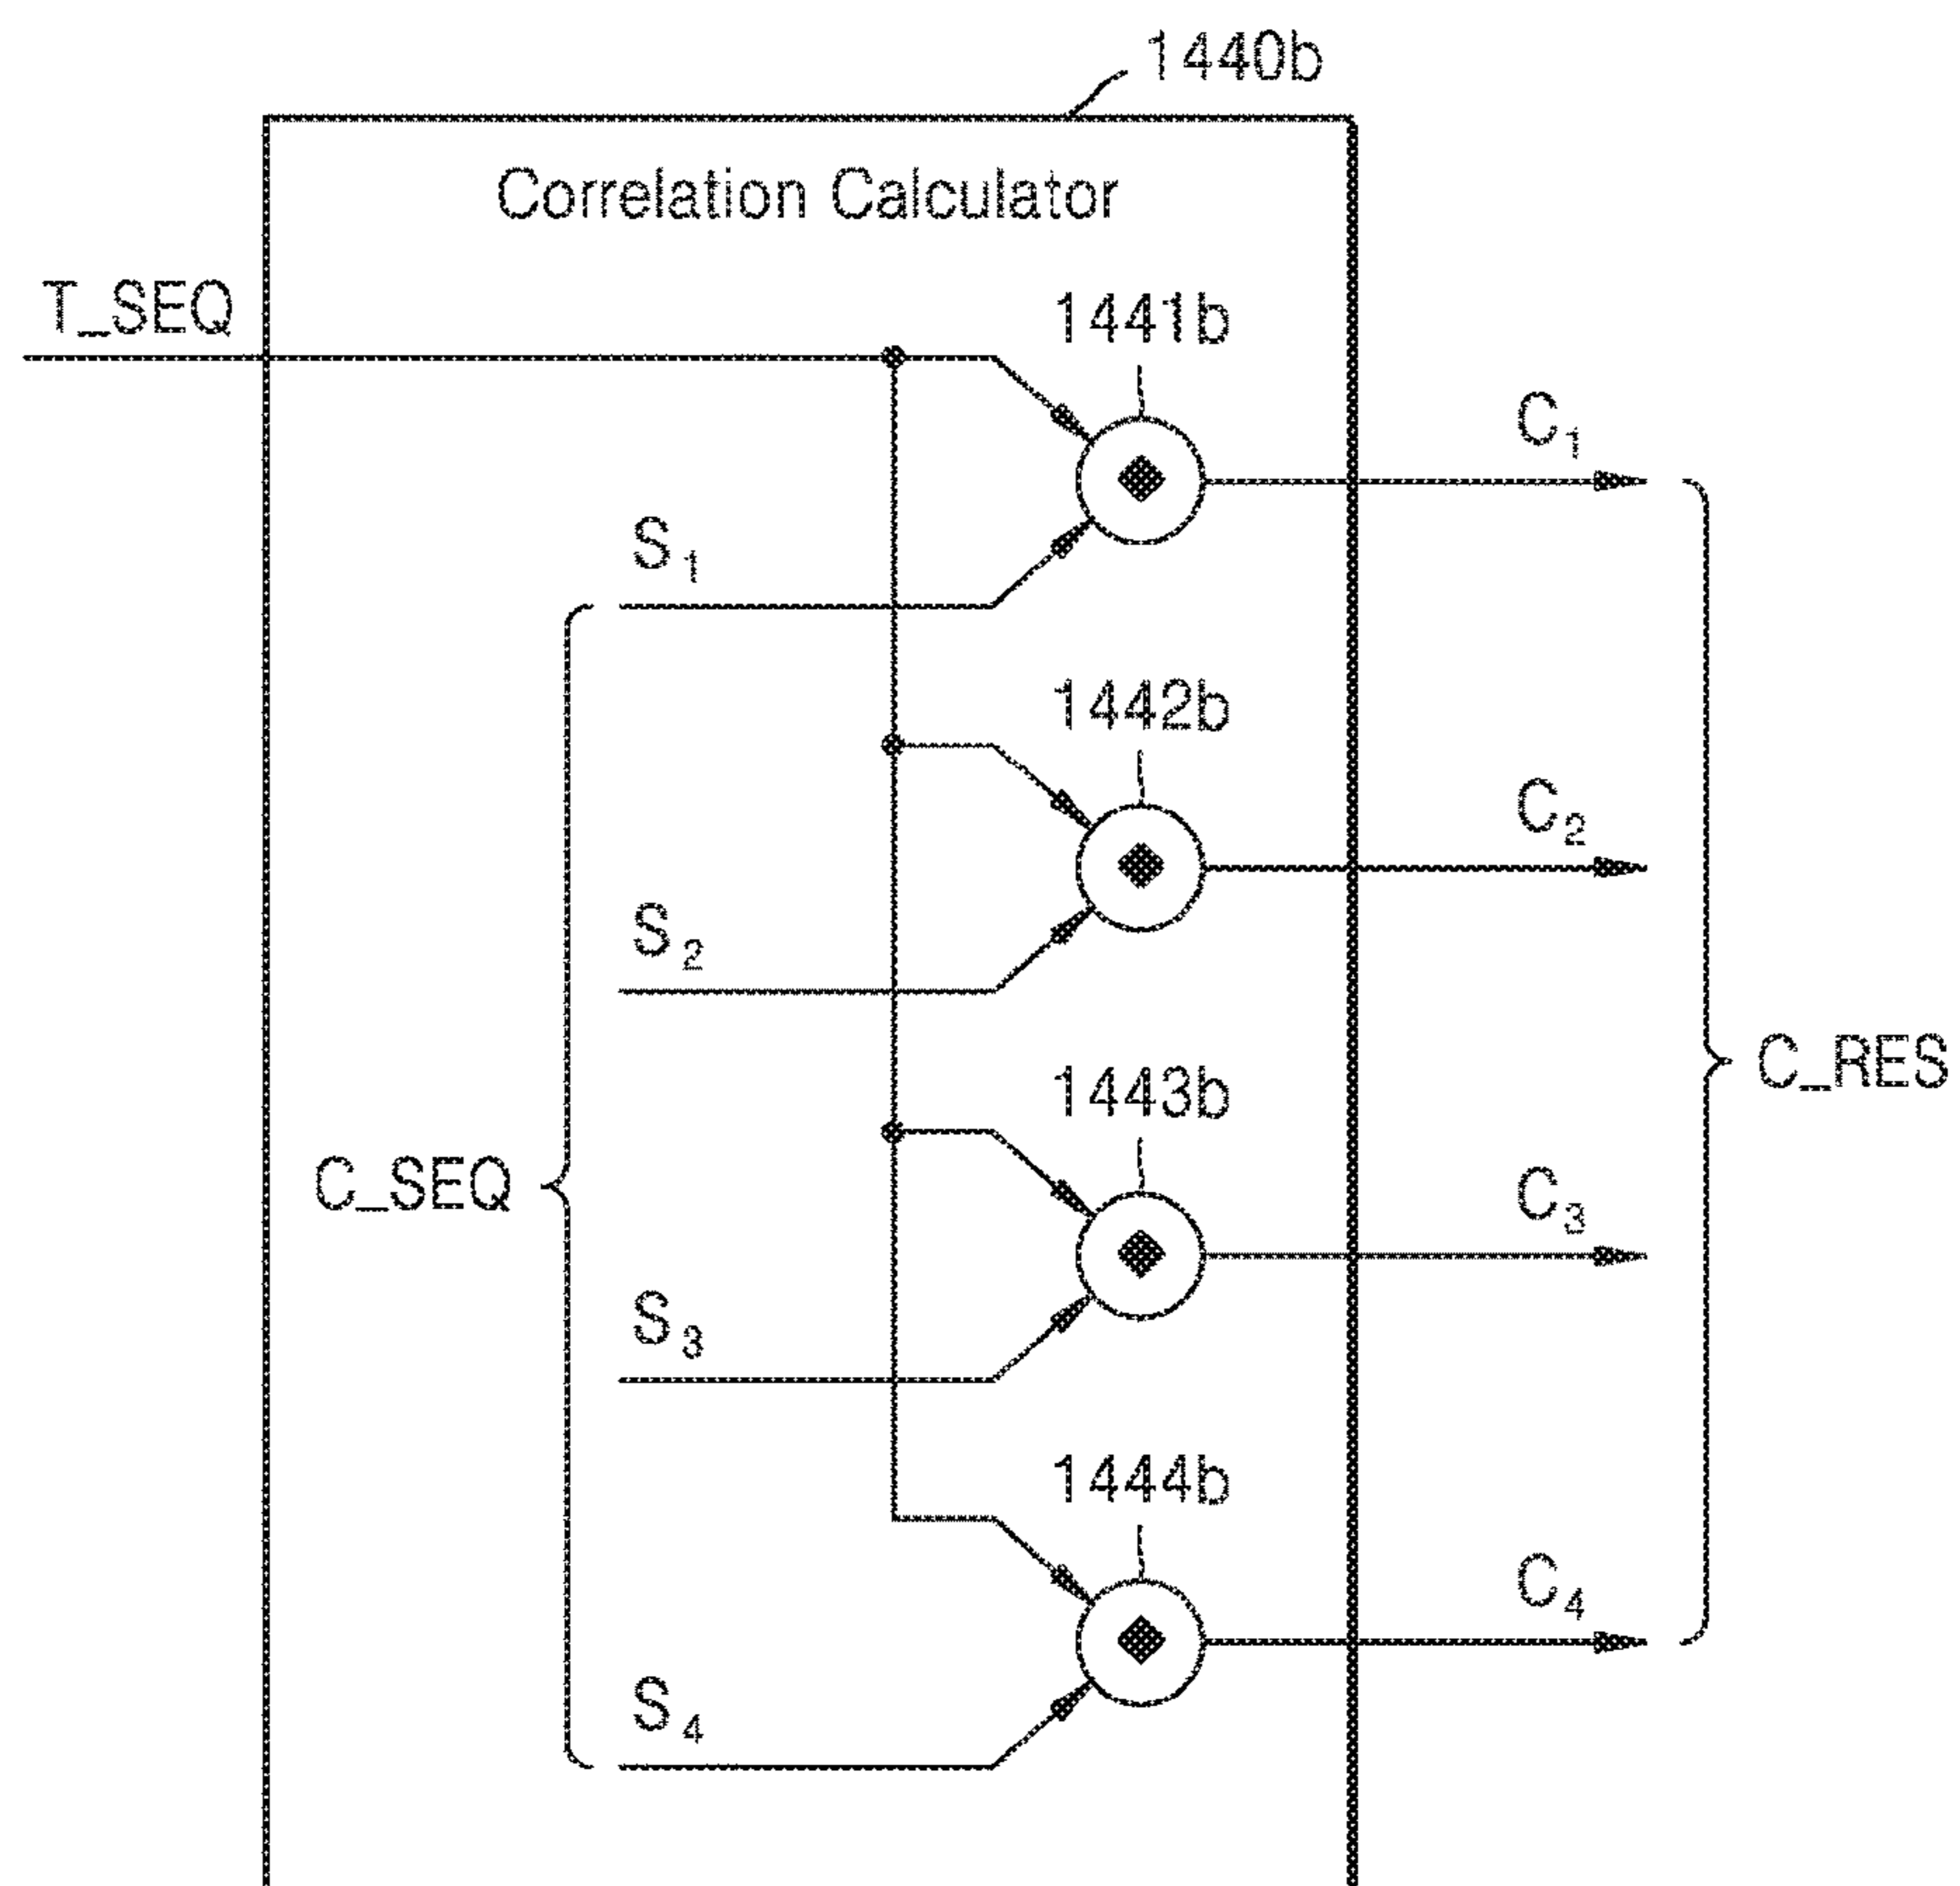 1440b
Correlation Calculator
T_SEQ
1441b
C₁
S₁
1442b
C₂
S₂
C_RES
1443b
C_SEQ
C₃
S₃
1444b
C₄
S₄